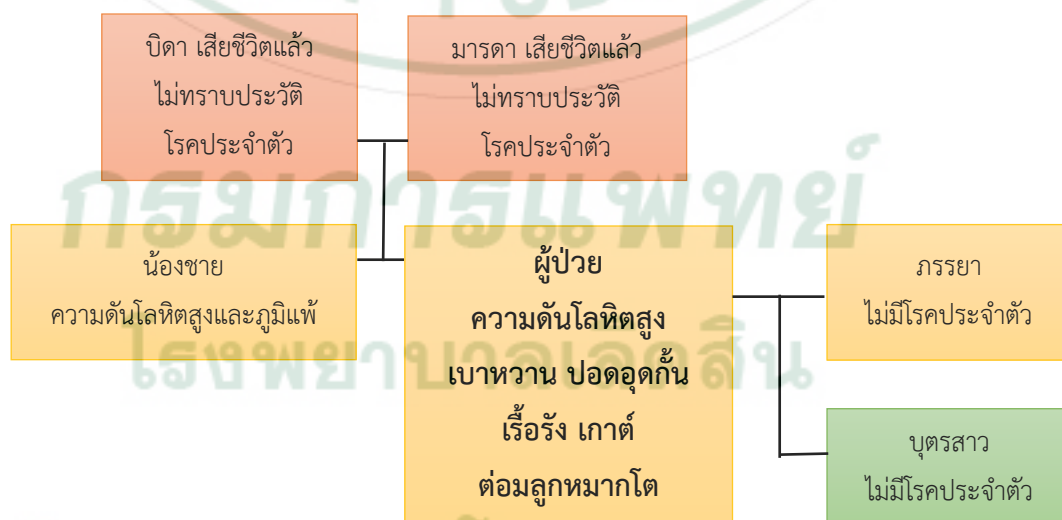 บิดา เสียชีวิตแล้ว
ไม่ทราบประวัติ
โรคประจำตัว
มารดา เสียชีวิตแล้ว
ไม่ทราบประวัติ
โรคประจำตัว
กรมการแพทย์
น้องชาย
ความดันโลหิตสูงและภูมิแพ้
ผู้ป่วย
ความดันโลหิตสูง
เบาหวาน ปอดอุดกั้น
เรื้อรัง เกาต์
ต่อมลูกหมากโต
ภรรยา
ไม่มีโรคประจำตัว
โรงพยาบาลเลิดสิน
บุตรสาว
ไม่มีโรคประจำตัว